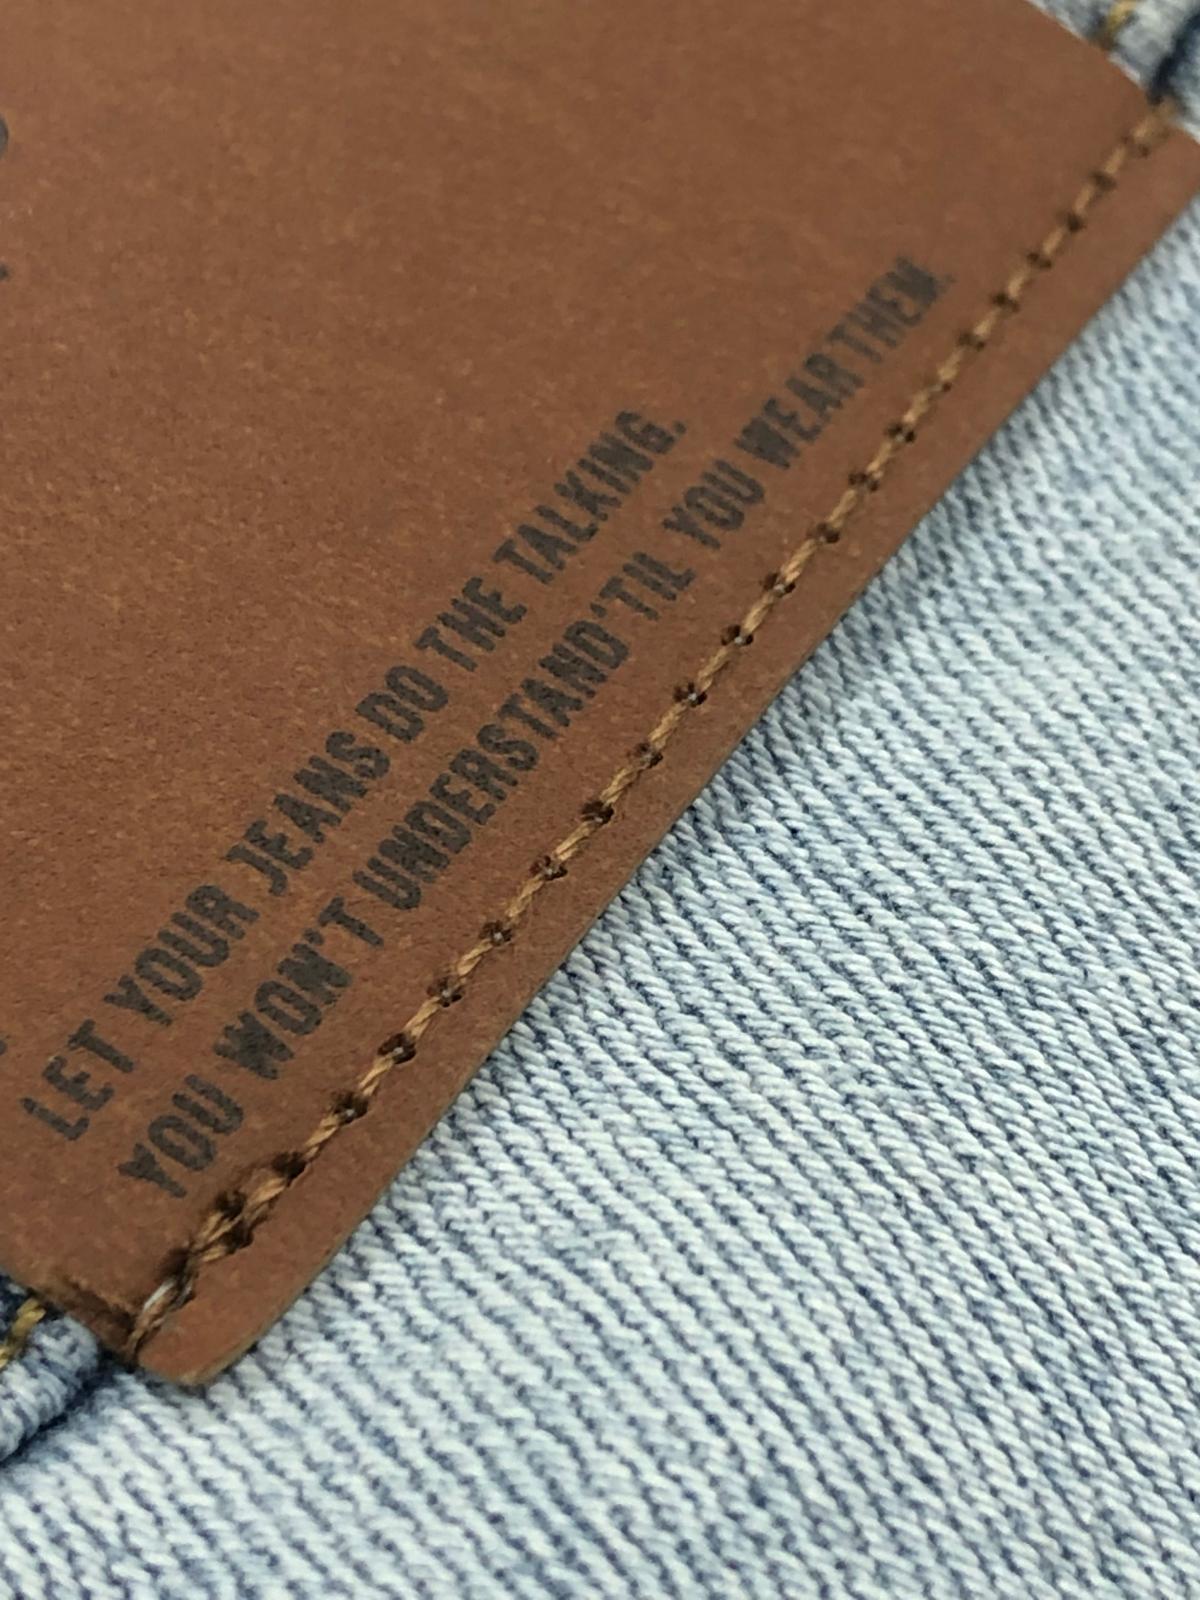 LET YOUR JEANS DO THE TALKING.
YOU WON'T UNDERSTAND 'TIL YOU WEAR THEM.